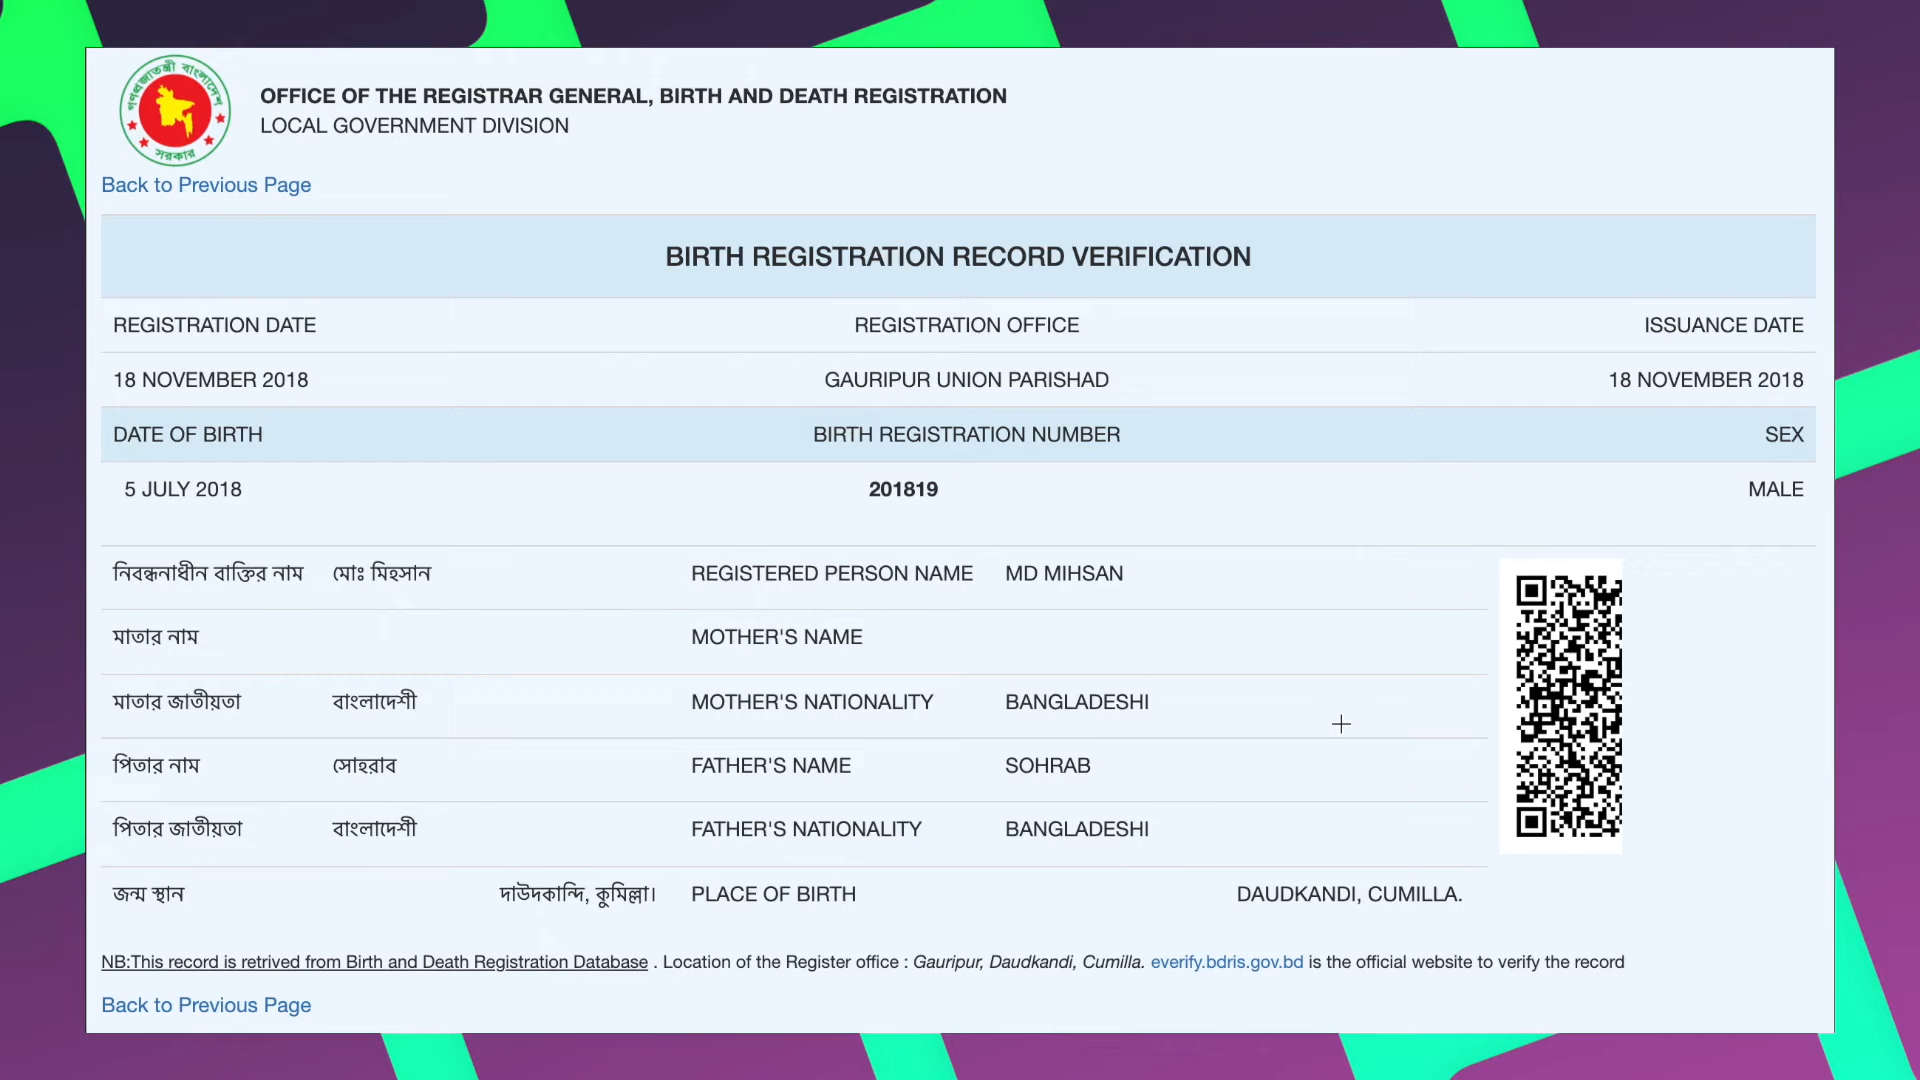 গণপ্রজাতন্ত্রী বাংলাদেশ
সরকার
OFFICE OF THE REGISTRAR GENERAL, BIRTH AND DEATH REGISTRATION
LOCAL GOVERNMENT DIVISION
Back to Previous Page
BIRTH REGISTRATION RECORD VERIFICATION
REGISTRATION DATE REGISTRATION OFFICE ISSUANCE DATE
18 NOVEMBER 2018 GAURIPUR UNION PARISHAD 18 NOVEMBER 2018
DATE OF BIRTH BIRTH REGISTRATION NUMBER SEX
5 JULY 2018 201819 MALE
নিবন্ধনাধীন ব্যক্তির নাম মোঃ মিহসান REGISTERED PERSON NAME MD MIHSAN
মাতার নাম MOTHER'S NAME
মাতার জাতীয়তা বাংলাদেশী MOTHER'S NATIONALITY BANGLADESHI
পিতার নাম সোহরাব FATHER'S NAME SOHRAB
পিতার জাতীয়তা বাংলাদেশী FATHER'S NATIONALITY BANGLADESHI
জন্ম স্থান দাউদকান্দি, কুমিল্লা। PLACE OF BIRTH DAUDKANDI, CUMILLA.
NB:This record is retrived from Birth and Death Registration Database . Location of the Register office : Gauripur, Daudkandi, Cumilla. everify.bdris.gov.bd is the official website to verify the record
Back to Previous Page